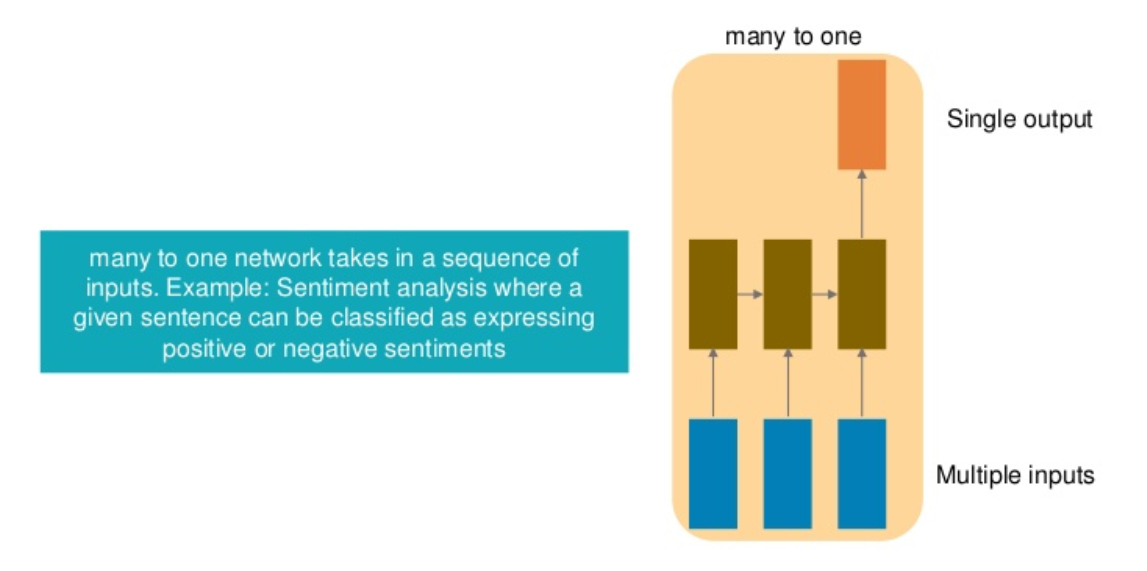 many to one
Single output
many to one network takes in a sequence of
inputs. Example: Sentiment analysis where a
given sentence can be classified as expressing
positive or negative sentiments
Multiple inputs